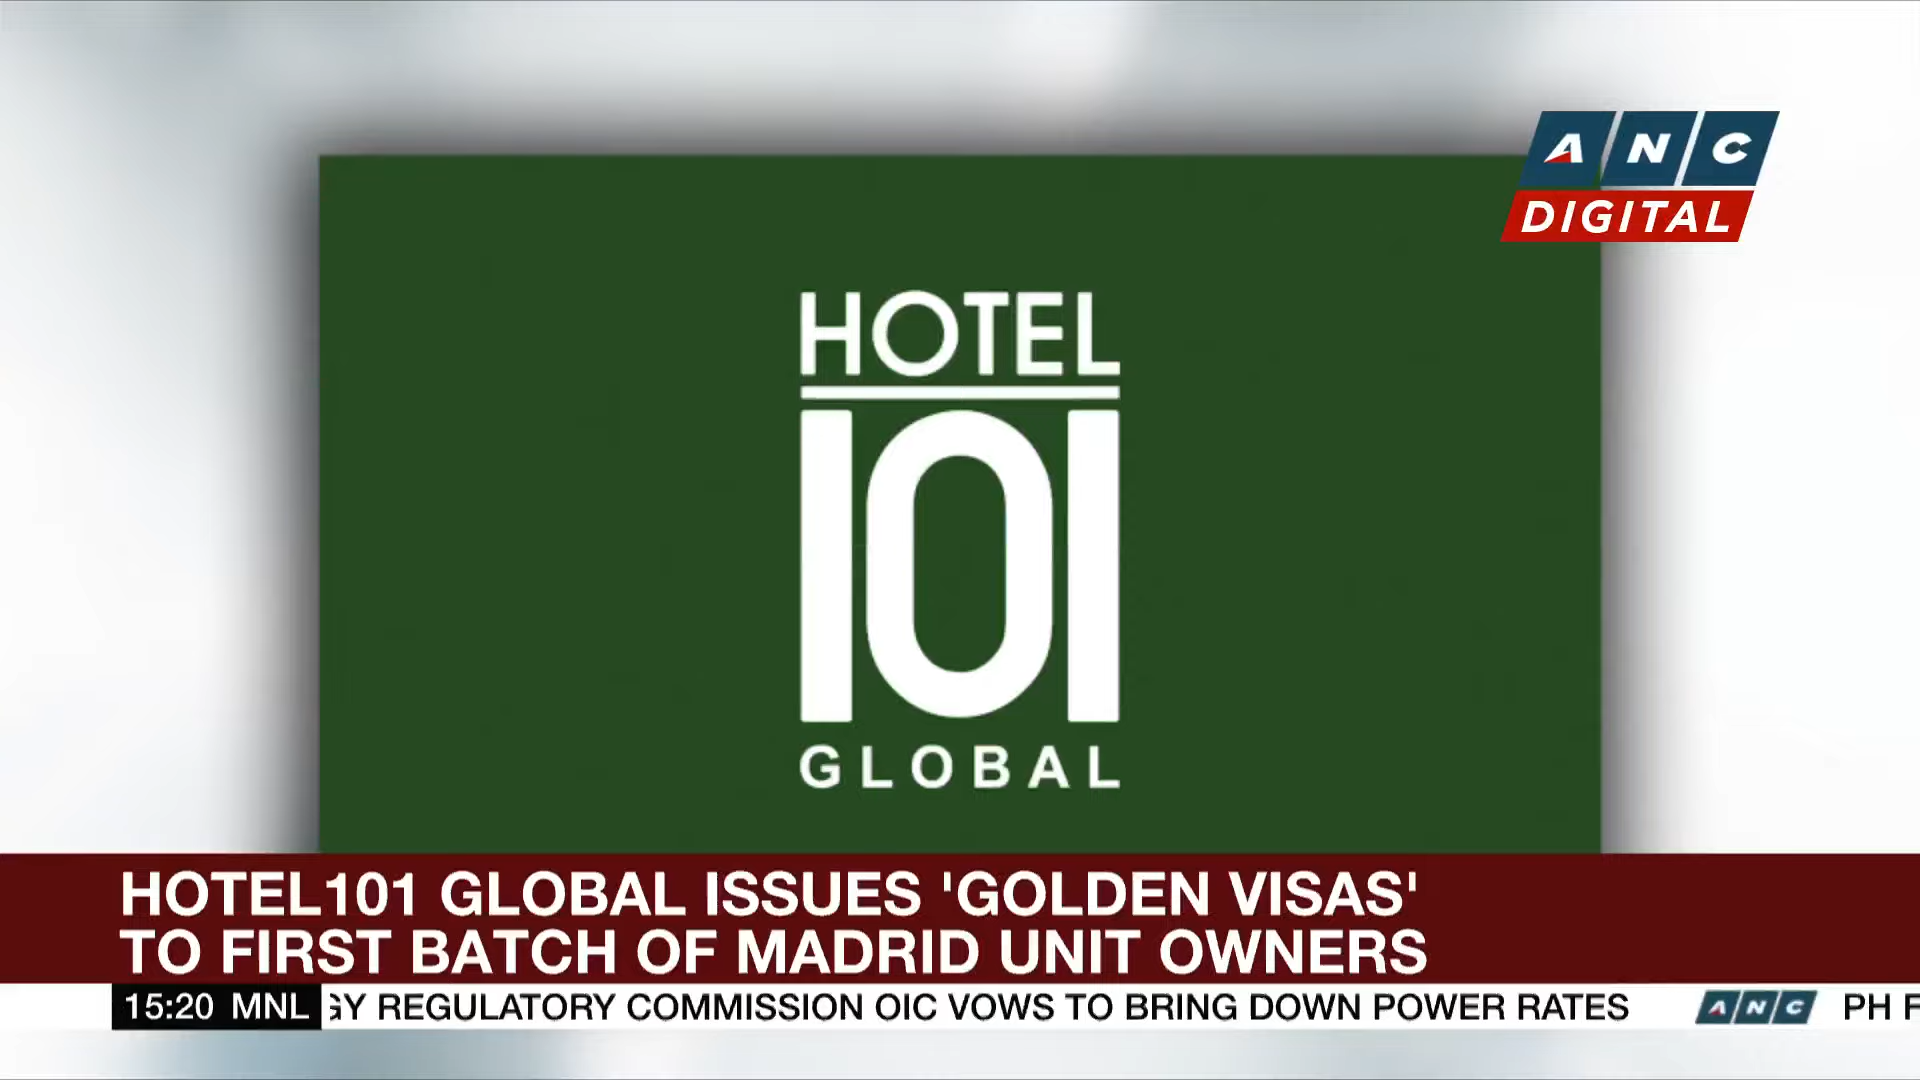 ANC
DIGITAL
HOTEL
101
GLOBAL
HOTEL101 GLOBAL ISSUES 'GOLDEN VISAS'
TO FIRST BATCH OF MADRID UNIT OWNERS
15:20 MNL GY REGULATORY COMMISSION OIC VOWS TO BRING DOWN POWER RATES ANC PH F